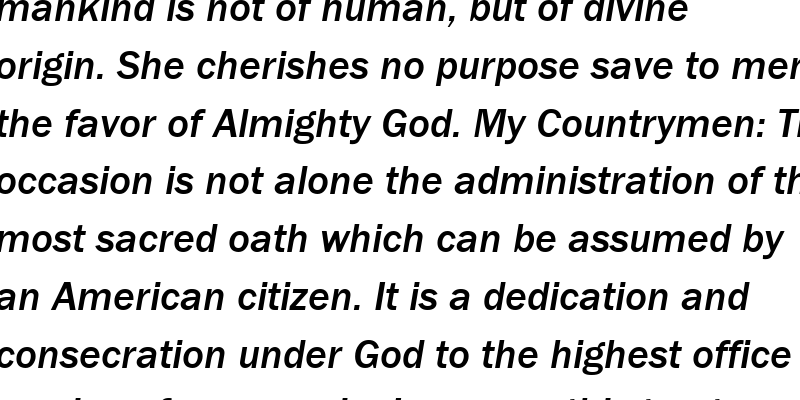 mankind is not of human, but of divine
origin. She cherishes no purpose save to mer
the favor of Almighty God. My Countrymen: Th
occasion is not alone the administration of th
most sacred oath which can be assumed by
an American citizen. It is a dedication and
consecration under God to the highest office